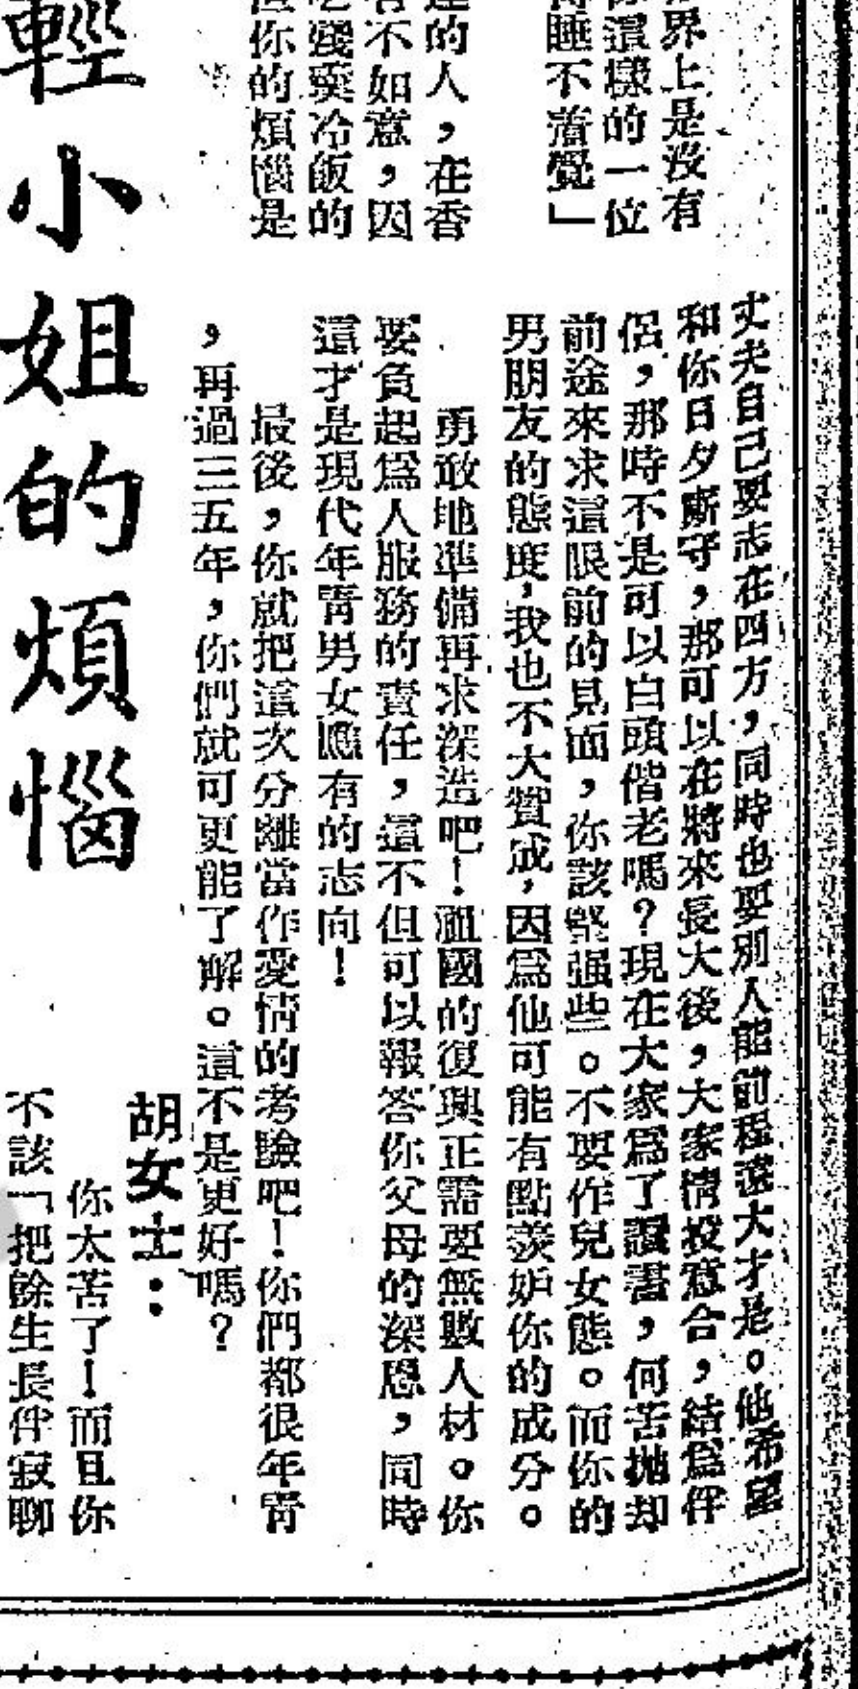 界上是沒有
你這樣的一位
得睡不着覺」
的人，在香
不如意，因
吃殘羹冷飯的
你的煩惱是
丈夫自己要志在四方，同時也要別人能前程遠大才是。他希望
和你日夕廝守，那可以在將來長大後，大家情投意合，結爲伴
侶，那時不是可以白頭偕老嗎？現在大家爲了讀書，何苦拋却
前途來求這眼前的見面，你該堅强些。不要作兒女態。而你的
男朋友的態度，我也不大贊成，因爲他可能有點羨妒你的成分。
勇敢地準備再求深造吧！祖國的復興正需要無數人材。你
要負起爲人服務的責任，這不但可以報答你父母的深恩，同時
這才是現代年靑男女應有的志向！
最後，你就把這次分離當作愛情的考驗吧！你們都很年靑
，再過三五年，你們就可更能了解。這不是更好嗎？
輕小姐的煩惱
胡女士：
你太苦了！而且你
不該「把餘生長伴寂聊